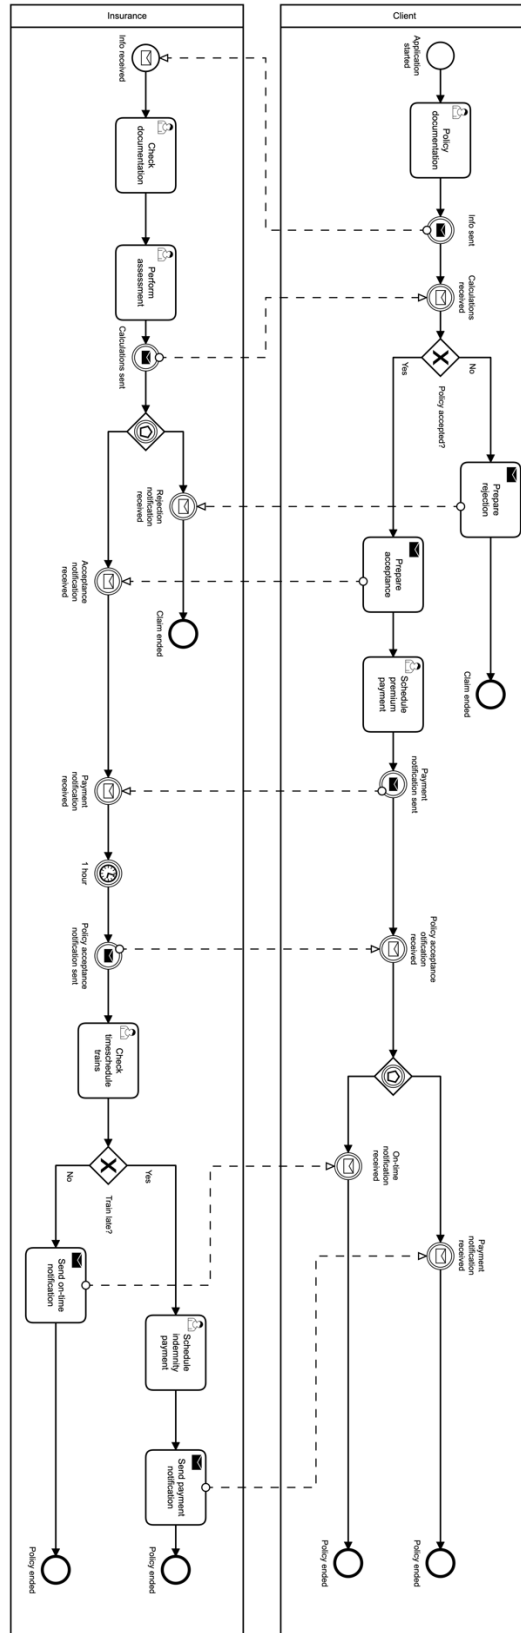 Client
Application
started
Policy
documentation
Info sent
Calculations
received
Policy accepted?
No
Yes
Prepare
rejection
Claim ended
Prepare
acceptance
Schedule
premium
payment
Payment
notification sent
Policy acceptance
otification
received
Payment
notification
received
On-time
notification
received
Policy ended
Policy ended
Insurance
Info received
Check
documentation
Perform
assessment
Calculations sent
Rejection
notification
received
Claim ended
Acceptance
notification
received
Payment
notification
received
1 hour
Policy acceptance
notification sent
Check
timeschedule
trains
Train late?
Yes
No
Schedule
indemnity
payment
Send payment
notification
Policy ended
Send on-time
notification
Policy ended